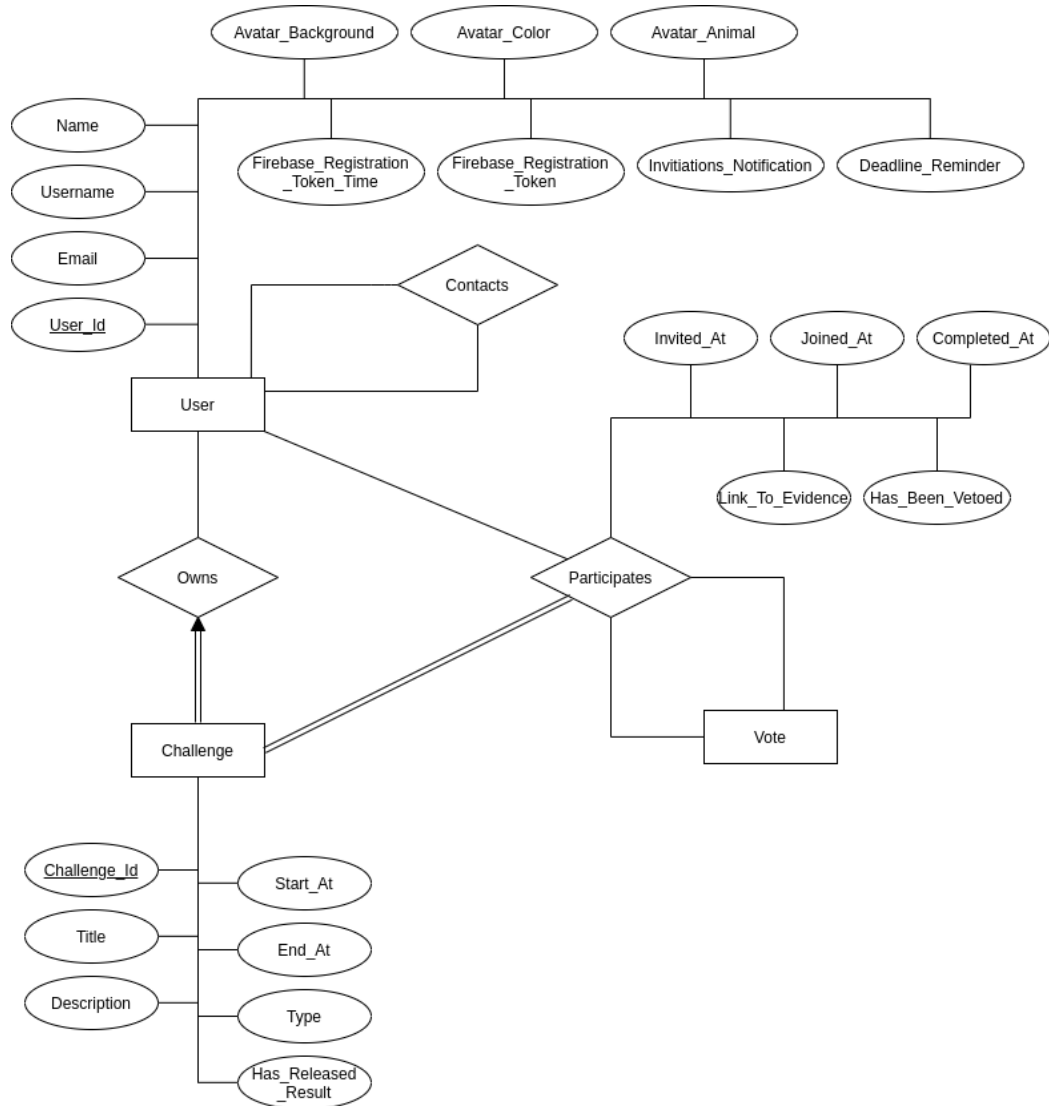 Avatar_Background
Avatar_Color
Avatar_Animal
Name
Firebase_Registration
_Token_Time
Firebase_Registration
_Token
Invitiations_Notification
Deadline_Reminder
Username
Email
User_Id
Contacts
Invited_At
Joined_At
Completed_At
User
Link_To_Evidence
Has_Been_Vetoed
Owns
Participates
Challenge
Vote
Challenge_Id
Start_At
Title
End_At
Description
Type
Has_Released
_Result